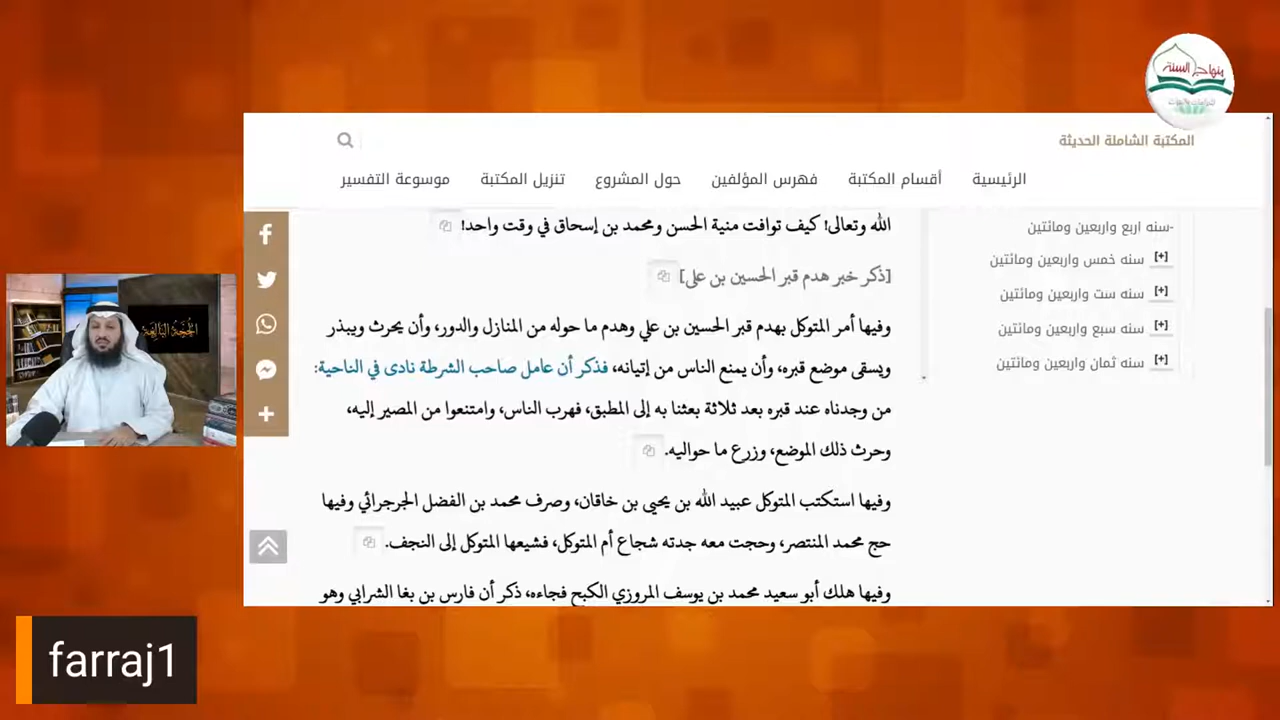 منهاج السنة
للدراسات والبحوث
المكتبة الشاملة الحديثة
الرئيسية أقسام المكتبة فهرس المؤلفين حول المشروع تنزيل المكتبة موسوعة التفسير
-سنه اربع واربعين ومائتين
[+] سنه خمس واربعين ومائتين
[+] سنه ست واربعين ومائتين
[+] سنه سبع واربعين ومائتين
[+] سنه ثمان واربعين ومائتين
الله وتعالى! كيف توافت منية الحسن ومحمد بن إسحاق في وقت واحد!
[ذكر خبر هدم قبر الحسين بن على]
وفيها أمر المتوكل بهدم قبر الحسين بن علي وهدم ما حوله من المنازل والدور، وأن يحرث ويبذر
ويسقى موضع قبره، وأن يمنع الناس من إتيانه، فذكر أن عامل صاحب الشرطة نادى في الناحية:
من وجدناه عند قبره بعد ثلاثة بعثنا به إلى المطبق، فهرب الناس، وامتنعوا من المصير إليه،
وحرث ذلك الموضع، وزرع ما حواليه.
وفيها استكتب المتوكل عبيد الله بن يحيى بن خاقان، وصرف محمد بن الفضل الجرجرائي وفيها
حج محمد المنتصر، وحجت معه جدته شجاع أم المتوكل، فشيعها المتوكل إلى النجف.
وفيها هلك أبو سعيد محمد بن يوسف المروزي الكبح فجاءه، ذكر أن فارس بن بغا الشرابي وهو
الحجة البالغة
farraj1